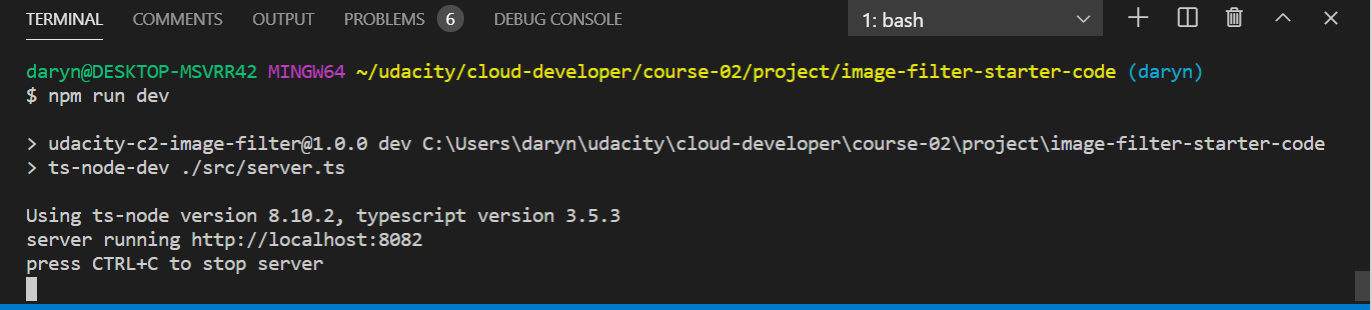 TERMINAL COMMENTS OUTPUT PROBLEMS 6 DEBUG CONSOLE 1: bash
daryn@DESKTOP-MSVRR42 MINGW64 ~/udacity/cloud-developer/course-02/project/image-filter-starter-code (daryn)
$ npm run dev
> udacity-c2-image-filter@1.0.0 dev C:\Users\daryn\udacity\cloud-developer\course-02\project\image-filter-starter-code
> ts-node-dev ./src/server.ts
Using ts-node version 8.10.2, typescript version 3.5.3
server running http://localhost:8082
press CTRL+C to stop server